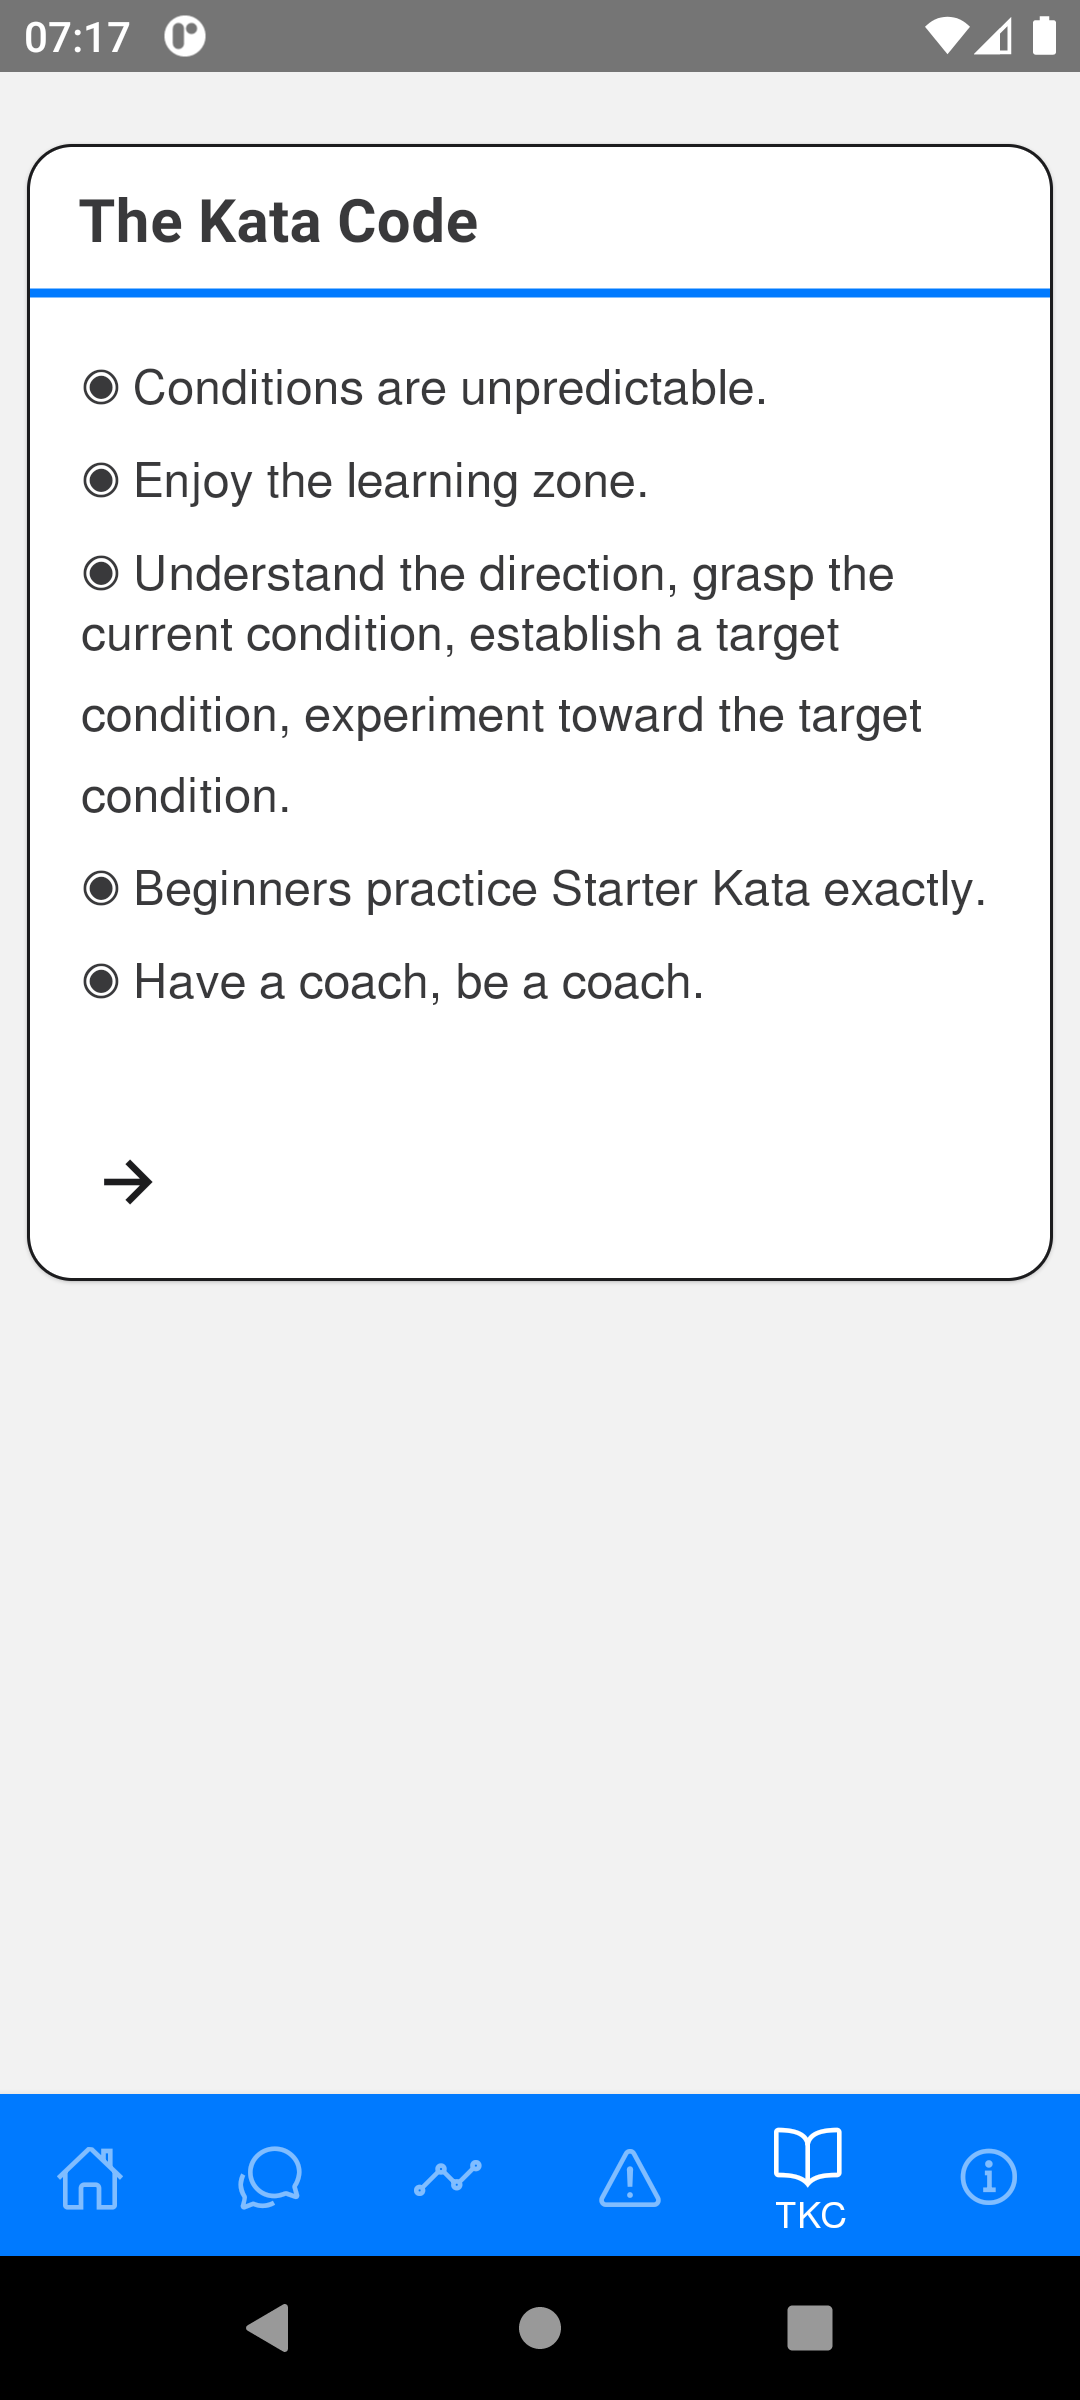 07:17
The Kata Code
◉ Conditions are unpredictable.
◉ Enjoy the learning zone.
◉ Understand the direction, grasp the
current condition, establish a target
condition, experiment toward the target
condition.
◉ Beginners practice Starter Kata exactly.
◉ Have a coach, be a coach.
TKC